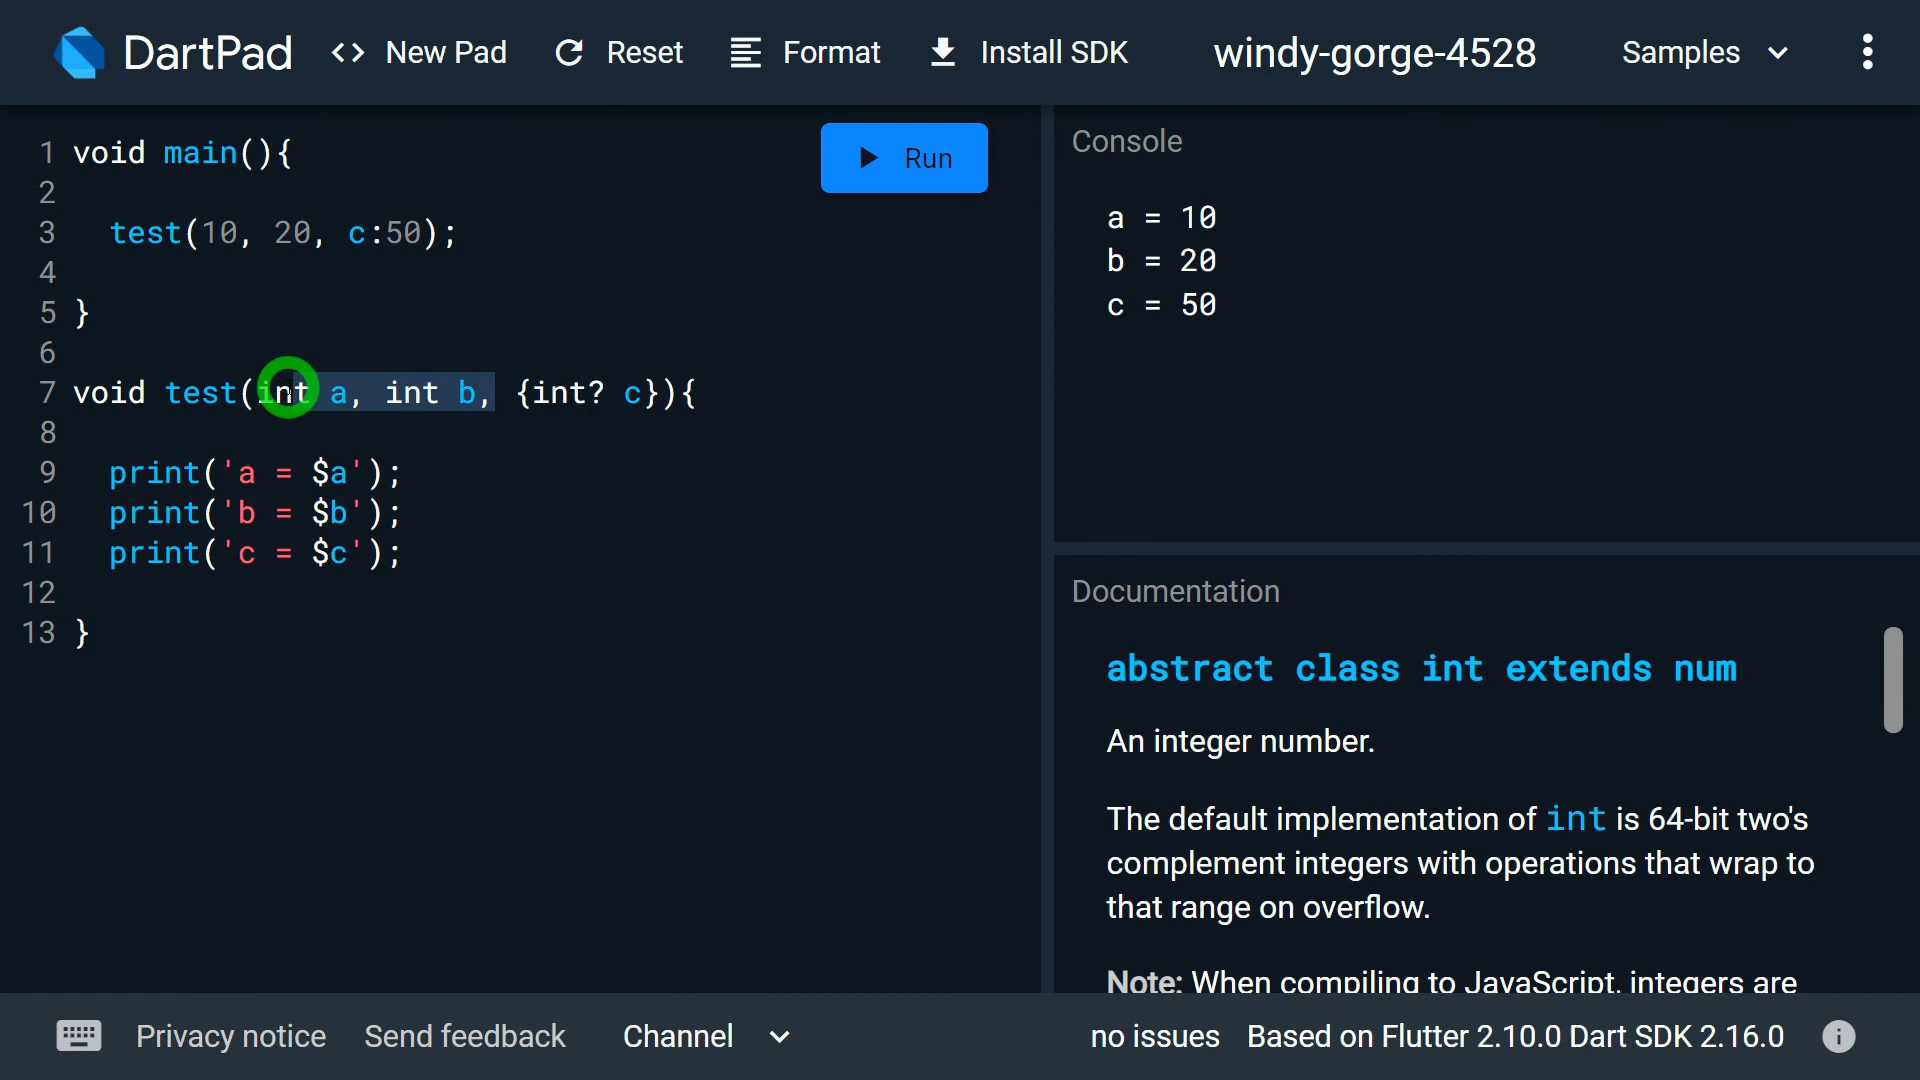 DartPad <> New Pad Reset Format Install SDK windy-gorge-4528 Samples
1 void main(){
2
3 test(10, 20, c:50);
4
5 }
6
7 void test(int a, int b, {int? c}){
8
9 print('a = $a');
10 print('b = $b');
11 print('c = $c');
12
13 }
Run
Console
a = 10
b = 20
c = 50
Documentation
abstract class int extends num
An integer number.
The default implementation of int is 64-bit two's
complement integers with operations that wrap to
that range on overflow.
Note: When compiling to JavaScript, integers are
Privacy notice Send feedback Channel no issues Based on Flutter 2.10.0 Dart SDK 2.16.0